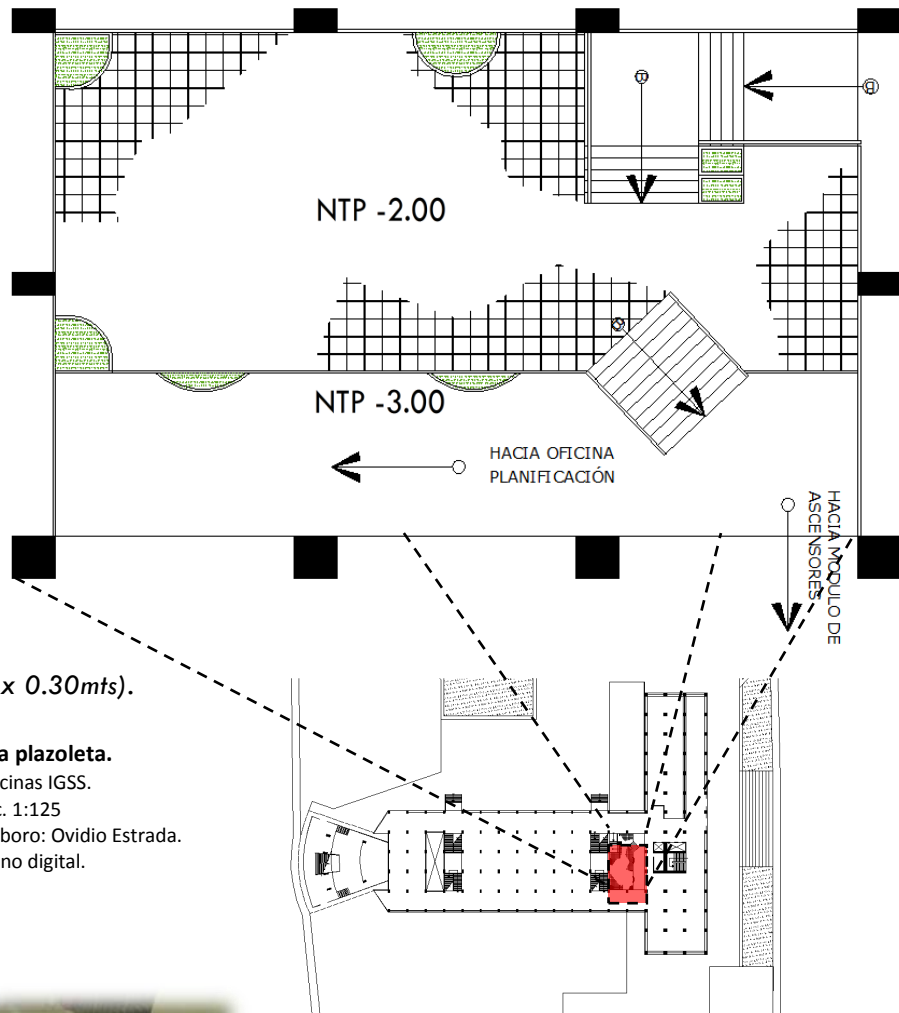 NTP -2.00
NTP -3.00
HACIA OFICINA
PLANIFICACIÓN
HACIA MODULO DE
ASCENSORES
x 0.30mts).
a plazoleta.
cinas IGSS.
. 1:125
boro: Ovidio Estrada.
no digital.